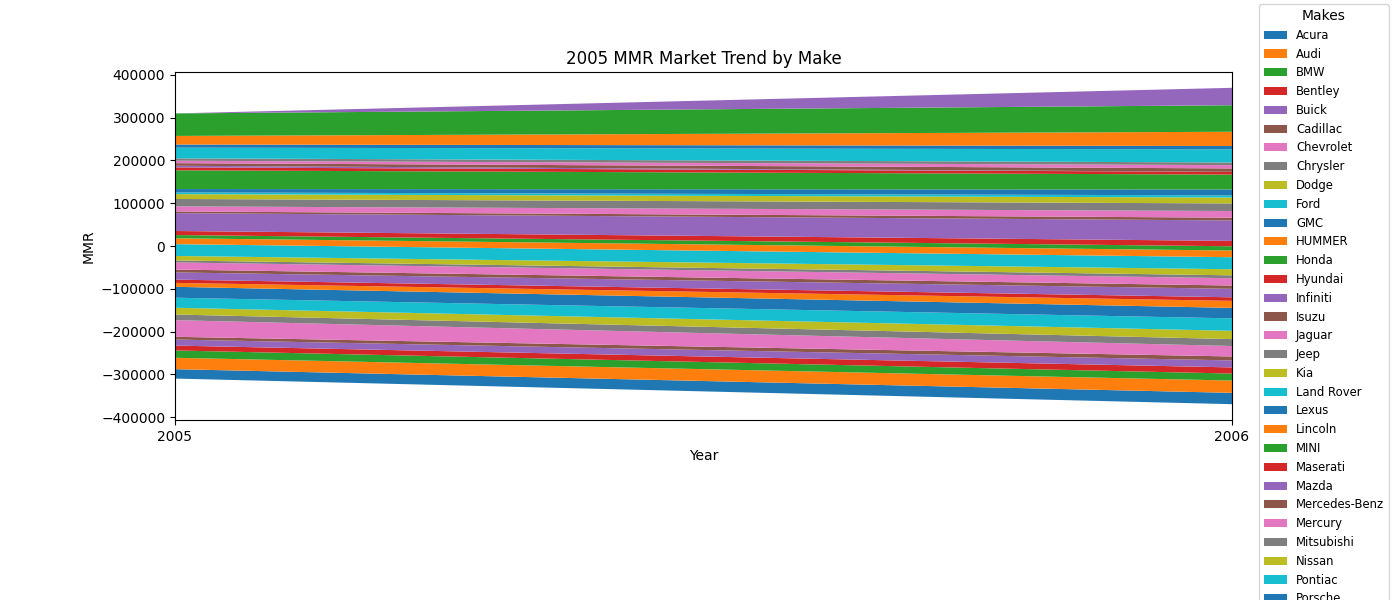 2005 MMR Market Trend by Make
400000
300000
200000
100000
0
−100000
−200000
−300000
−400000
MMR
2005
2006
Year
Makes
Acura
Audi
BMW
Bentley
Buick
Cadillac
Chevrolet
Chrysler
Dodge
Ford
GMC
HUMMER
Honda
Hyundai
Infiniti
Isuzu
Jaguar
Jeep
Kia
Land Rover
Lexus
Lincoln
MINI
Maserati
Mazda
Mercedes-Benz
Mercury
Mitsubishi
Nissan
Pontiac
Porsche